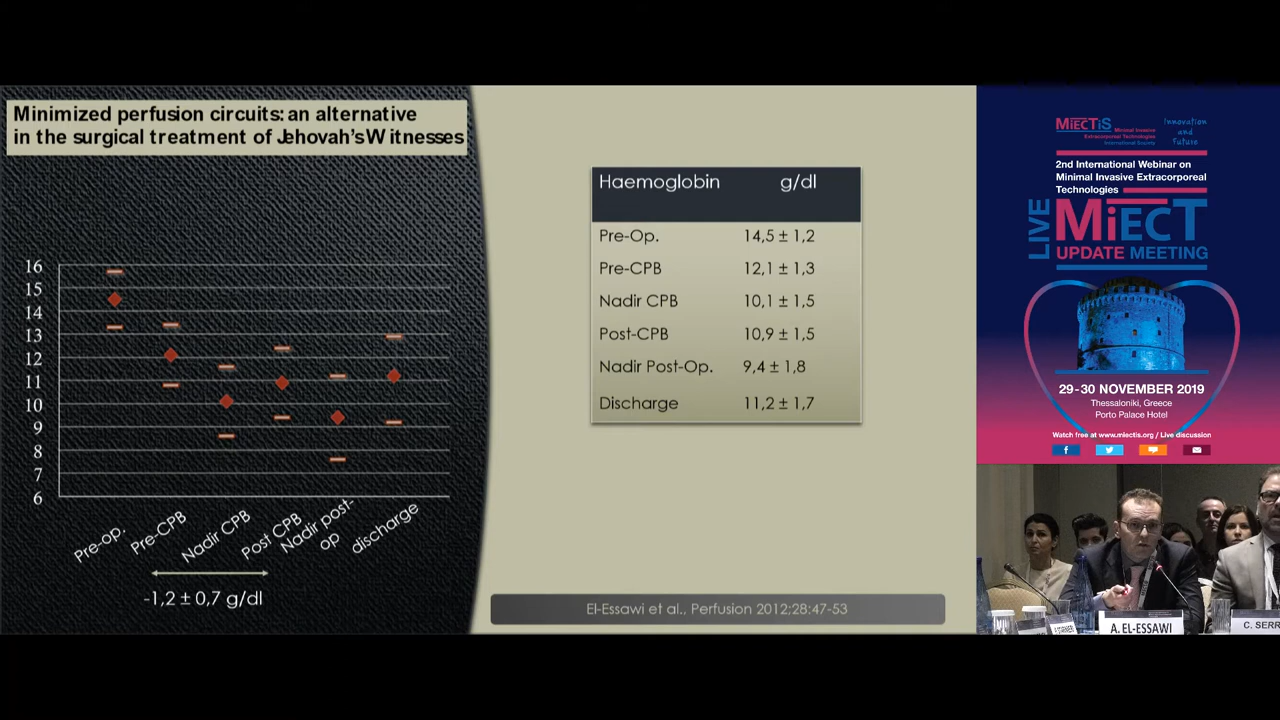 Minimized perfusion circuits: an alternative
in the surgical treatment of Jehovah's Witnesses
16
15
14
13
12
11
10
9
8
7
6
Pre-op.
Pre-CPB
Nadir CPB
Post CPB
Nadir post-
op
discharge
-1,2 ± 0,7 g/dl
Haemoglobin g/dl
Pre-Op. 14,5 ± 1,2
Pre-CPB 12,1 ± 1,3
Nadir CPB 10,1 ± 1,5
Post-CPB 10,9 ± 1,5
Nadir Post-Op. 9,4 ± 1,8
Discharge 11,2 ± 1,7
El-Essawi et al., Perfusion 2012;28:47-53
MiECTiS
Minimal Invasive
Extracorporeal Technologies
International Society
Innovation
and
Future
2nd International Webinar on
Minimal Invasive Extracorporeal
Technologies
LIVE
MiECT
UPDATE MEETING
29-30 NOVEMBER 2019
Thessaloniki, Greece
Porto Palace Hotel
Watch free at www.miectis.org / Live discussion
A. EL-ESSAWI
C. SERR